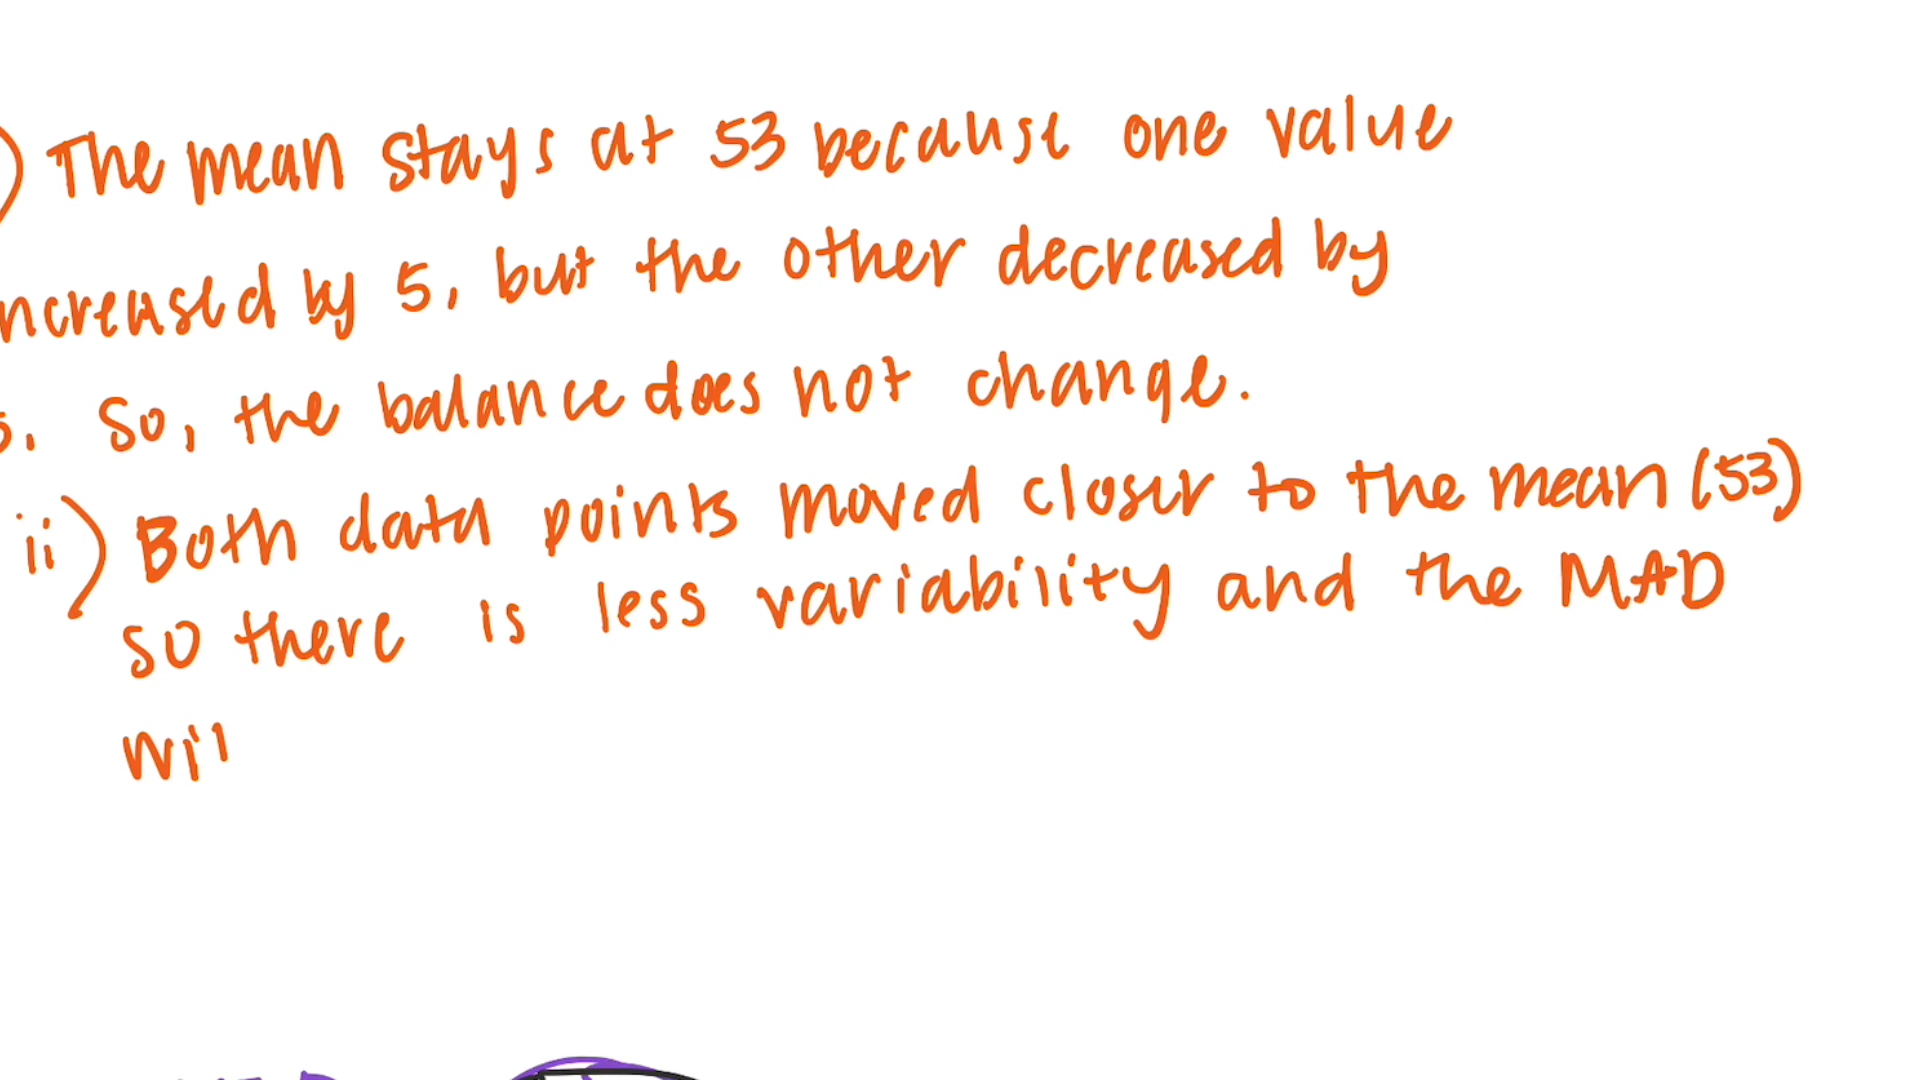 ) The mean stays at 53 because one value
ncreased by 5, but the other decreased by
5. So, the balance does not change.
ii) Both data points moved closer to the mean (53)
so there is less variability and the MAD
wil